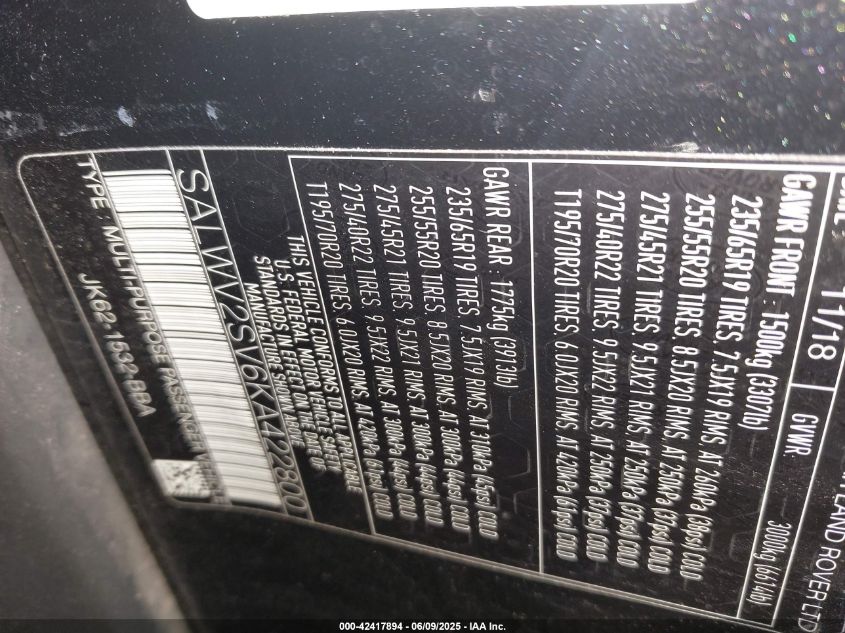 LAND ROVER LTD
DATE: 11/18 GVWR 3000kg (6614lb)
GAWR FRONT: 1500kg (3307lb)
235/65R19 TIRES 7.5JX19 RIMS AT 260kPa (38psi) COLD
255/55R20 TIRES 8.5JX20 RIMS AT 250kPa (37psi) COLD
275/45R21 TIRES 9.5JX21 RIMS AT 250kPa (37psi) COLD
275/40R22 TIRES 9.5JX22 RIMS AT 250kPa (37psi) COLD
T195/70R20 TIRES 6.0JX20 RIMS AT 420kPa (61psi) COLD
GAWR REAR: 1775kg (3913lb)
235/65R19 TIRES 7.5JX19 RIMS AT 310kPa (45psi) COLD
255/55R20 TIRES 8.5JX20 RIMS AT 300kPa (44psi) COLD
275/45R21 TIRES 9.5JX21 RIMS AT 300kPa (44psi) COLD
275/40R22 TIRES 9.5JX22 RIMS AT 300kPa (44psi) COLD
T195/70R20 TIRES 6.0JX20 RIMS AT 420kPa (61psi) COLD
THIS VEHICLE CONFORMS TO ALL APPLICABLE
U.S. FEDERAL MOTOR VEHICLE SAFETY
STANDARDS IN EFFECT ON THE DATE OF
MANUFACTURE SHOWN ABOVE
SALWV2SV6KA422600
TYPE MULTI-PURPOSE PASSENGER
JK62-1532-BBA
000-42417894 - 06/09/2025 - IAA Inc.